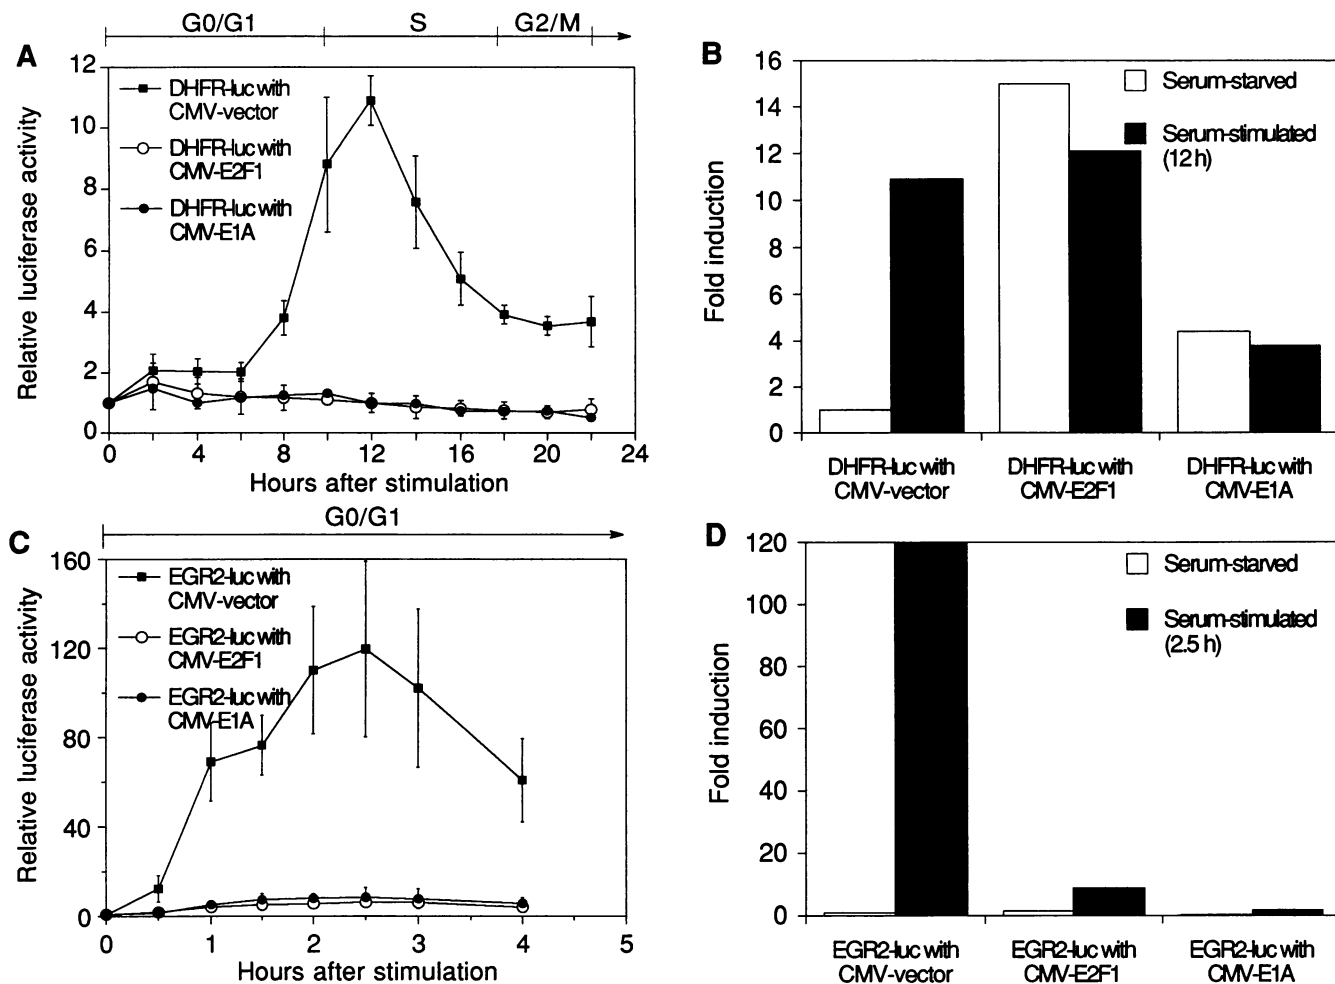 G0/G1 S G2/M
A
12
10
8
6
4
2
0
Relative luciferase activity
DHFR-luc with
CMV-vector
DHFR-luc with
CMV-E2F1
DHFR-luc with
CMV-E1A
0 4 8 12 16 20 24
Hours after stimulation
B
16
14
12
10
8
6
4
2
0
Fold induction
Serum-starved
Serum-stimulated
(12 h)
DHFR-luc with
CMV-vector
DHFR-luc with
CMV-E2F1
DHFR-luc with
CMV-E1A
G0/G1
C
160
120
80
40
0
Relative luciferase activity
EGR2-luc with
CMV-vector
EGR2-luc with
CMV-E2F1
EGR2-luc with
CMV-E1A
0 1 2 3 4 5
Hours after stimulation
D
120
100
80
60
40
20
0
Fold induction
Serum-starved
Serum-stimulated
(2.5 h)
EGR2-luc with
CMV-vector
EGR2-luc with
CMV-E2F1
EGR2-luc with
CMV-E1A